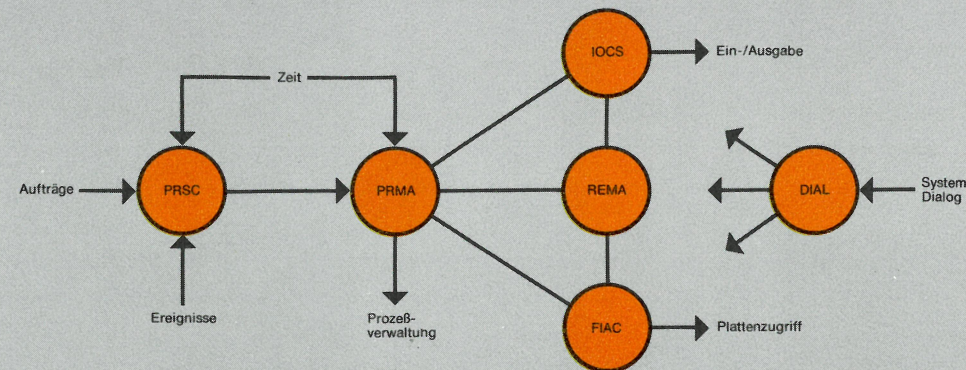 IOCS
Ein-/Ausgabe
Zeit
Aufträge
PRSC
PRMA
REMA
DIAL
System
Dialog
Ereignisse
Prozeß-
verwaltung
FIAC
Plattenzugriff